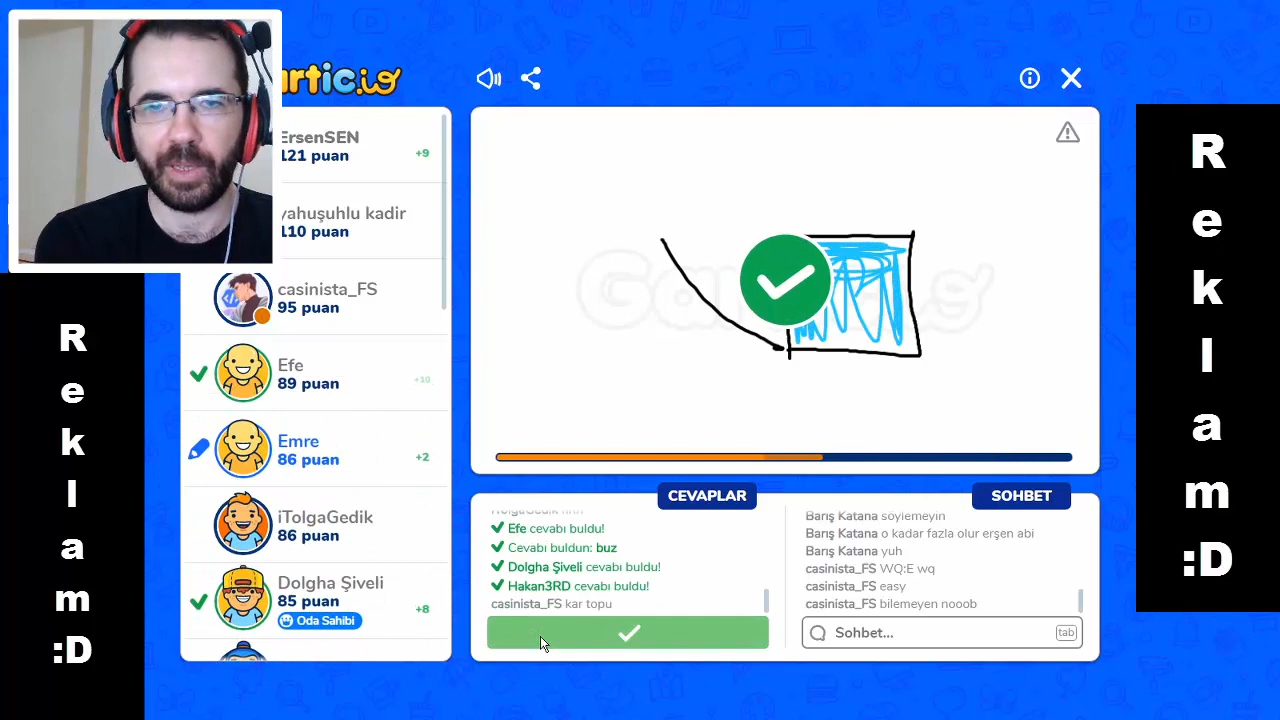 artic.io
ErsenSEN
121 puan
+9
yahuşuhlu kadir
110 puan
casinista_FS
95 puan
Efe
89 puan
+10
Emre
86 puan
+2
iTolgaGedik
86 puan
Dolgha Şiveli
85 puan
+8
Oda Sahibi
Reklam :D
Reklam :D
CEVAPLAR
Efe cevabı buldu!
Cevabı buldun: buz
Dolgha Şiveli cevabı buldu!
Hakan3RD cevabı buldu!
casinista_FS kar topu
SOHBET
Barış Katana söylemeyin
Barış Katana o kadar fazla olur erşen abi
Barış Katana yuh
casinista_FS WQ:E wq
casinista_FS easy
casinista_FS bilemeyen nooob
Sohbet...
tab